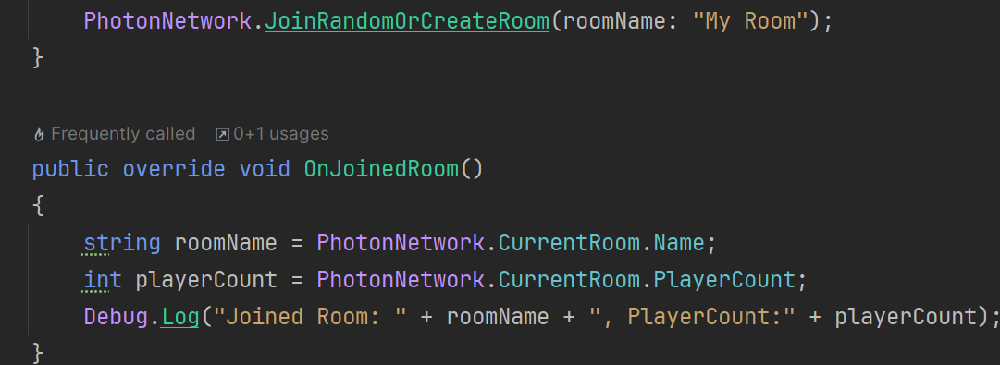 PhotonNetwork.JoinRandomOrCreateRoom(roomName: "My Room");
}
Frequently called 0+1 usages
public override void OnJoinedRoom()
{
string roomName = PhotonNetwork.CurrentRoom.Name;
int playerCount = PhotonNetwork.CurrentRoom.PlayerCount;
Debug.Log("Joined Room: " + roomName + ", PlayerCount:" + playerCount);
}